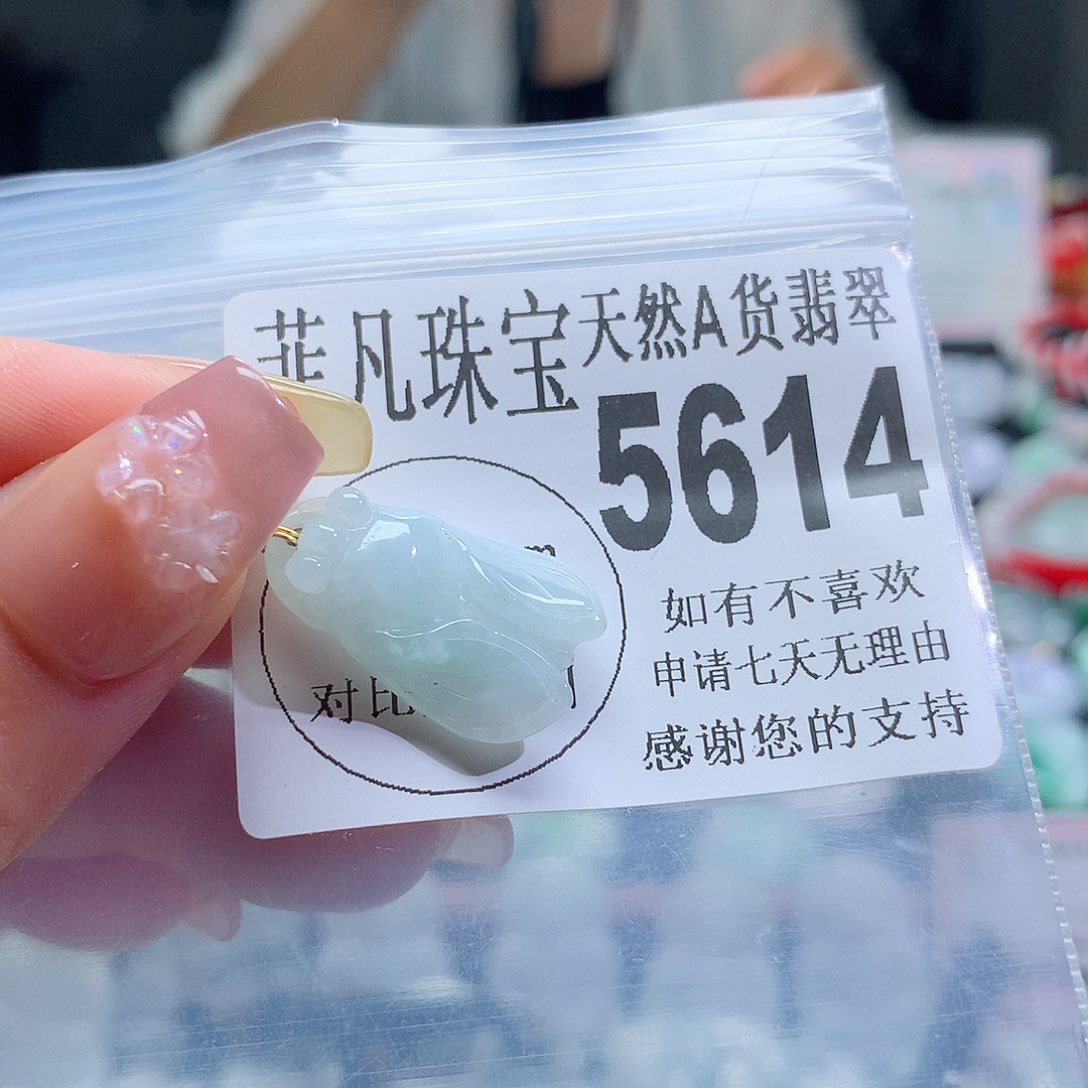 菲凡珠宝天然A货翡翠
5614
如有不喜欢
申请七天无理由
感谢您的支持
对比